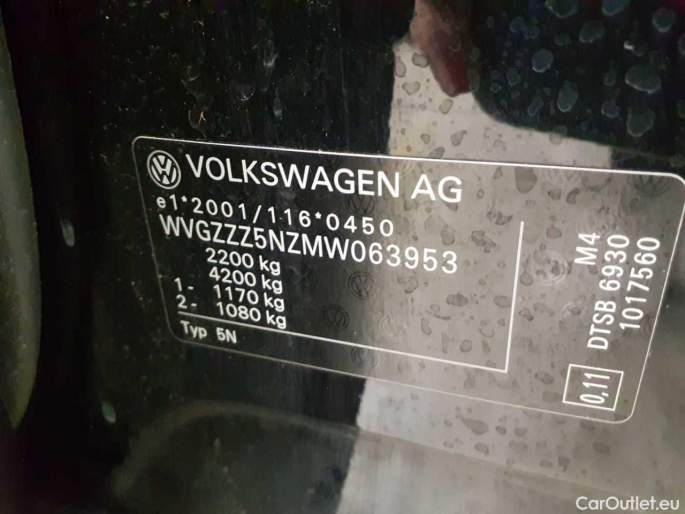 VOLKSWAGEN AG
e1*2001/116*0450
WVGZZZ5NZMW063953
2200 kg
4200 kg
1- 1170 kg
2- 1080 kg
Typ 5N
M4
DTSB 6930
1017560
0,11
CarOutlet.eu